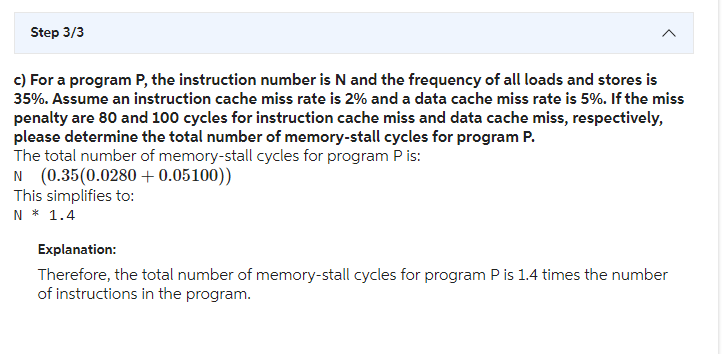 Step 3/3
c) For a program P, the instruction number is N and the frequency of all loads and stores is
35%. Assume an instruction cache miss rate is 2% and a data cache miss rate is 5%. If the miss
penalty are 80 and 100 cycles for instruction cache miss and data cache miss, respectively,
please determine the total number of memory-stall cycles for program P.
The total number of memory-stall cycles for program P is:
N (0.35(0.0280 + 0.05100))
This simplifies to:
N * 1.4
Explanation:
Therefore, the total number of memory-stall cycles for program P is 1.4 times the number
of instructions in the program.